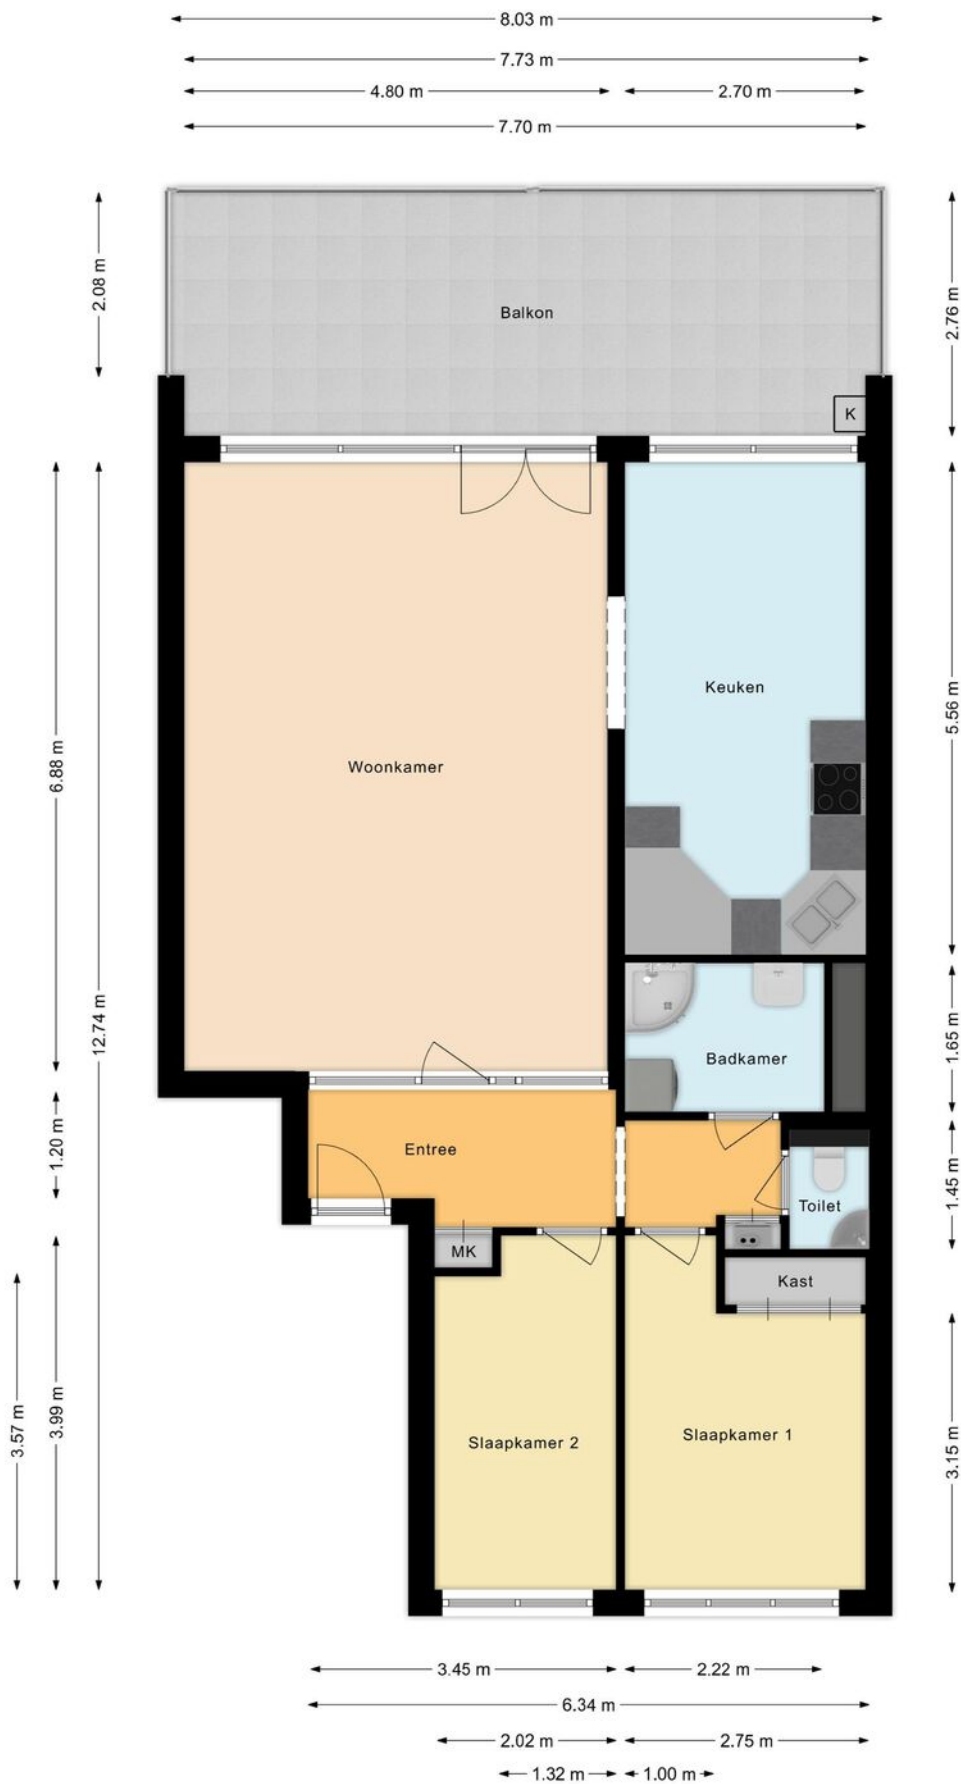 8.03 m
7.73 m
4.80 m
2.70 m
7.70 m
2.08 m
2.76 m
Balkon
K
6.88 m
12.74 m
5.56 m
Keuken
Woonkamer
1.65 m
Badkamer
1.20 m
Entree
1.45 m
Toilet
MK
Kast
3.57 m
3.99 m
Slaapkamer 2
Slaapkamer 1
3.15 m
3.45 m
2.22 m
6.34 m
2.02 m
2.75 m
1.32 m
1.00 m